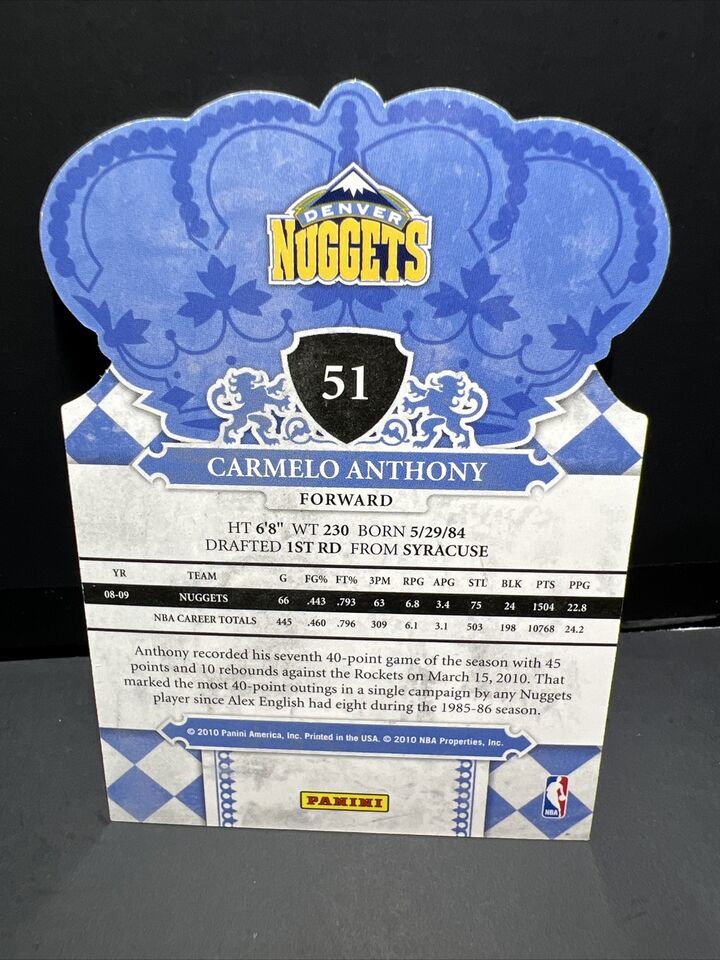 DENVER
NUGGETS
51
CARMELO ANTHONY
FORWARD
HT 6'8" WT 230 BORN 5/29/84
DRAFTED 1ST RD FROM SYRACUSE
YR TEAM G FG% FT% 3PM RPG APG STL BLK PTS PPG
08-09 NUGGETS 66 .443 .793 63 6.8 3.4 75 24 1504 22.8
NBA CAREER TOTALS 445 .460 .796 309 6.1 3.1 503 198 10768 24.2
Anthony recorded his seventh 40-point game of the season with 45
points and 10 rebounds against the Rockets on March 15, 2010. That
marked the most 40-point outings in a single campaign by any Nuggets
player since Alex English had eight during the 1985-86 season.
© 2010 Panini America, Inc. Printed in the USA. © 2010 NBA Properties, Inc.
PANINI
NBA